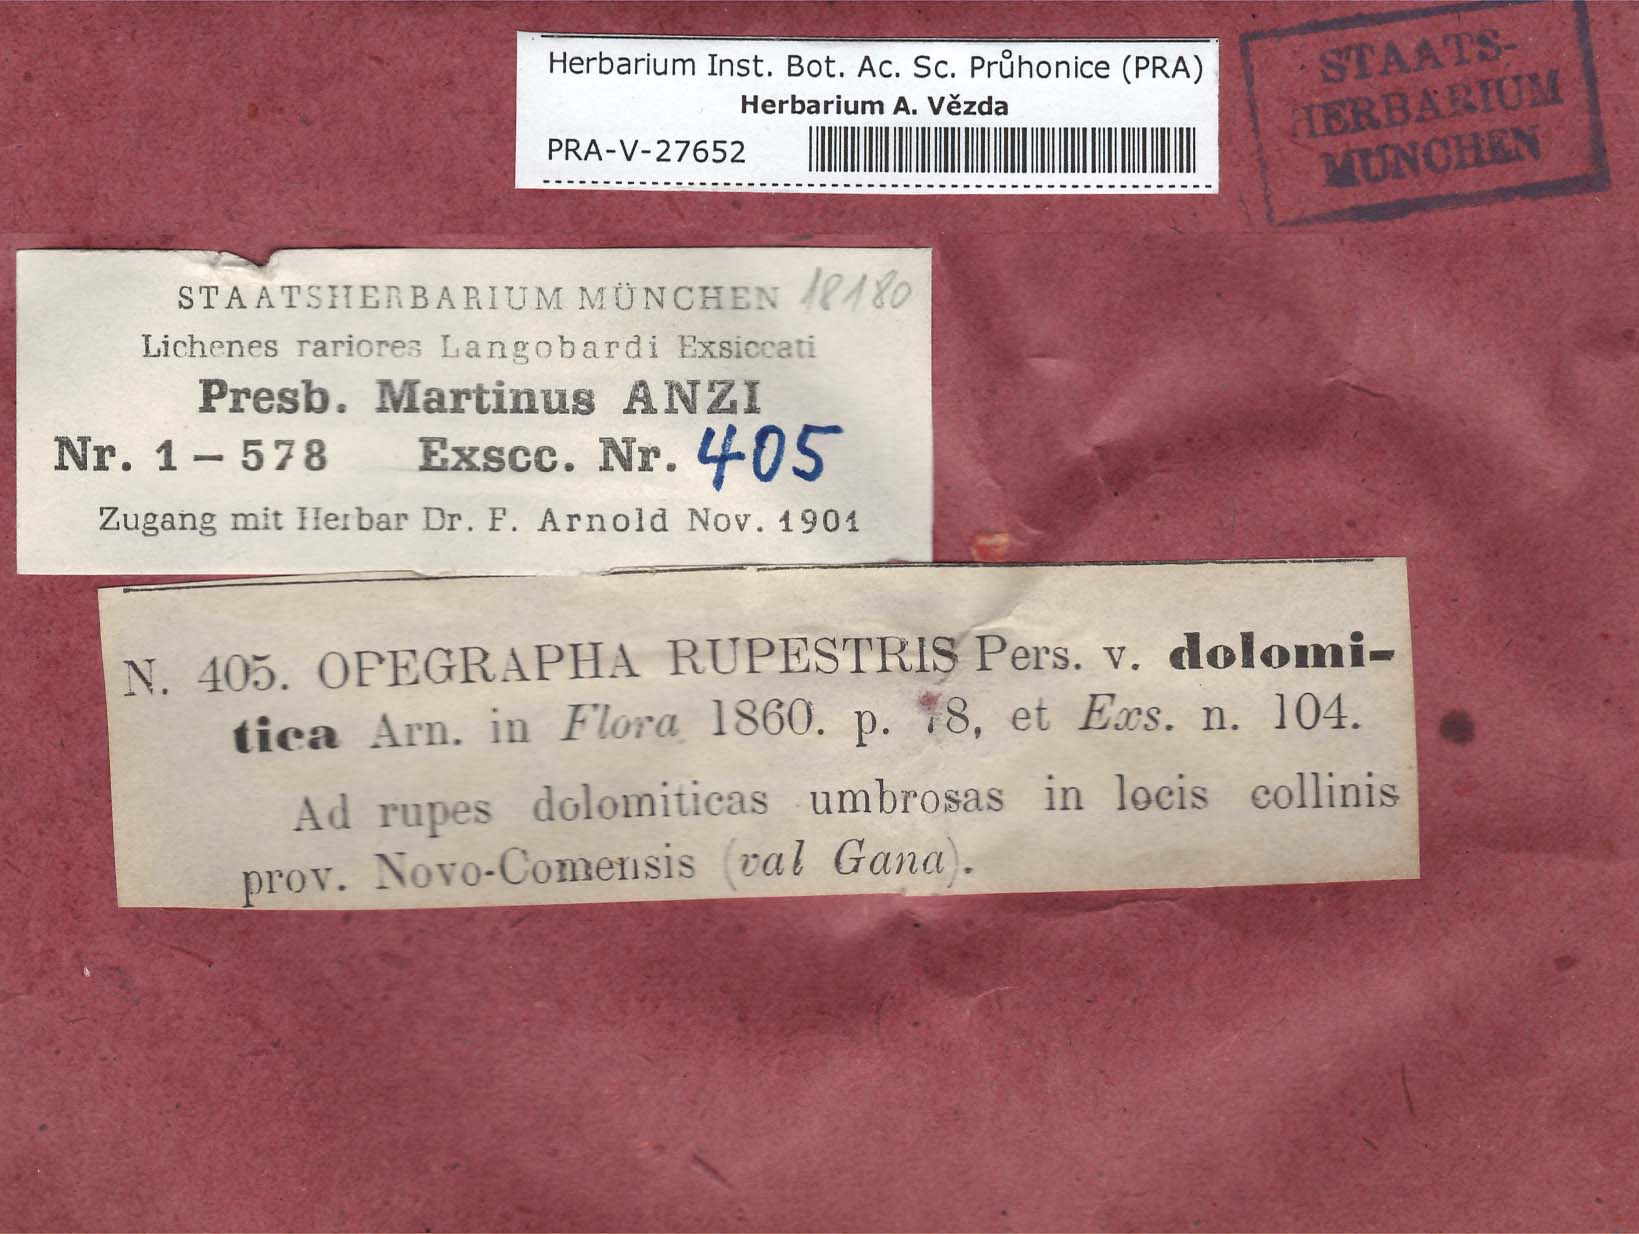 Herbarium Inst. Bot. Ac. Sc. Průhonice (PRA)
Herbarium A. Vězda
PRA-V-27652
STAATS-
HERBARIUM
MÜNCHEN
STAATSHERBARIUM MÜNCHEN 18180
Lichenes rariores Langobardi Exsiccati
Presb. Martinus ANZI
Nr. 1 – 578 Exscc. Nr. 405
Zugang mit Herbar Dr. F. Arnold Nov. 1901
N. 405. OPEGRAPHA RUPESTRIS Pers. v. dolomi-
tica Arn. in Flora 1860. p. 78, et Exs. n. 104.
Ad rupes dolomiticas umbrosas in locis collinis
prov. Novo-Comensis (val Gana).